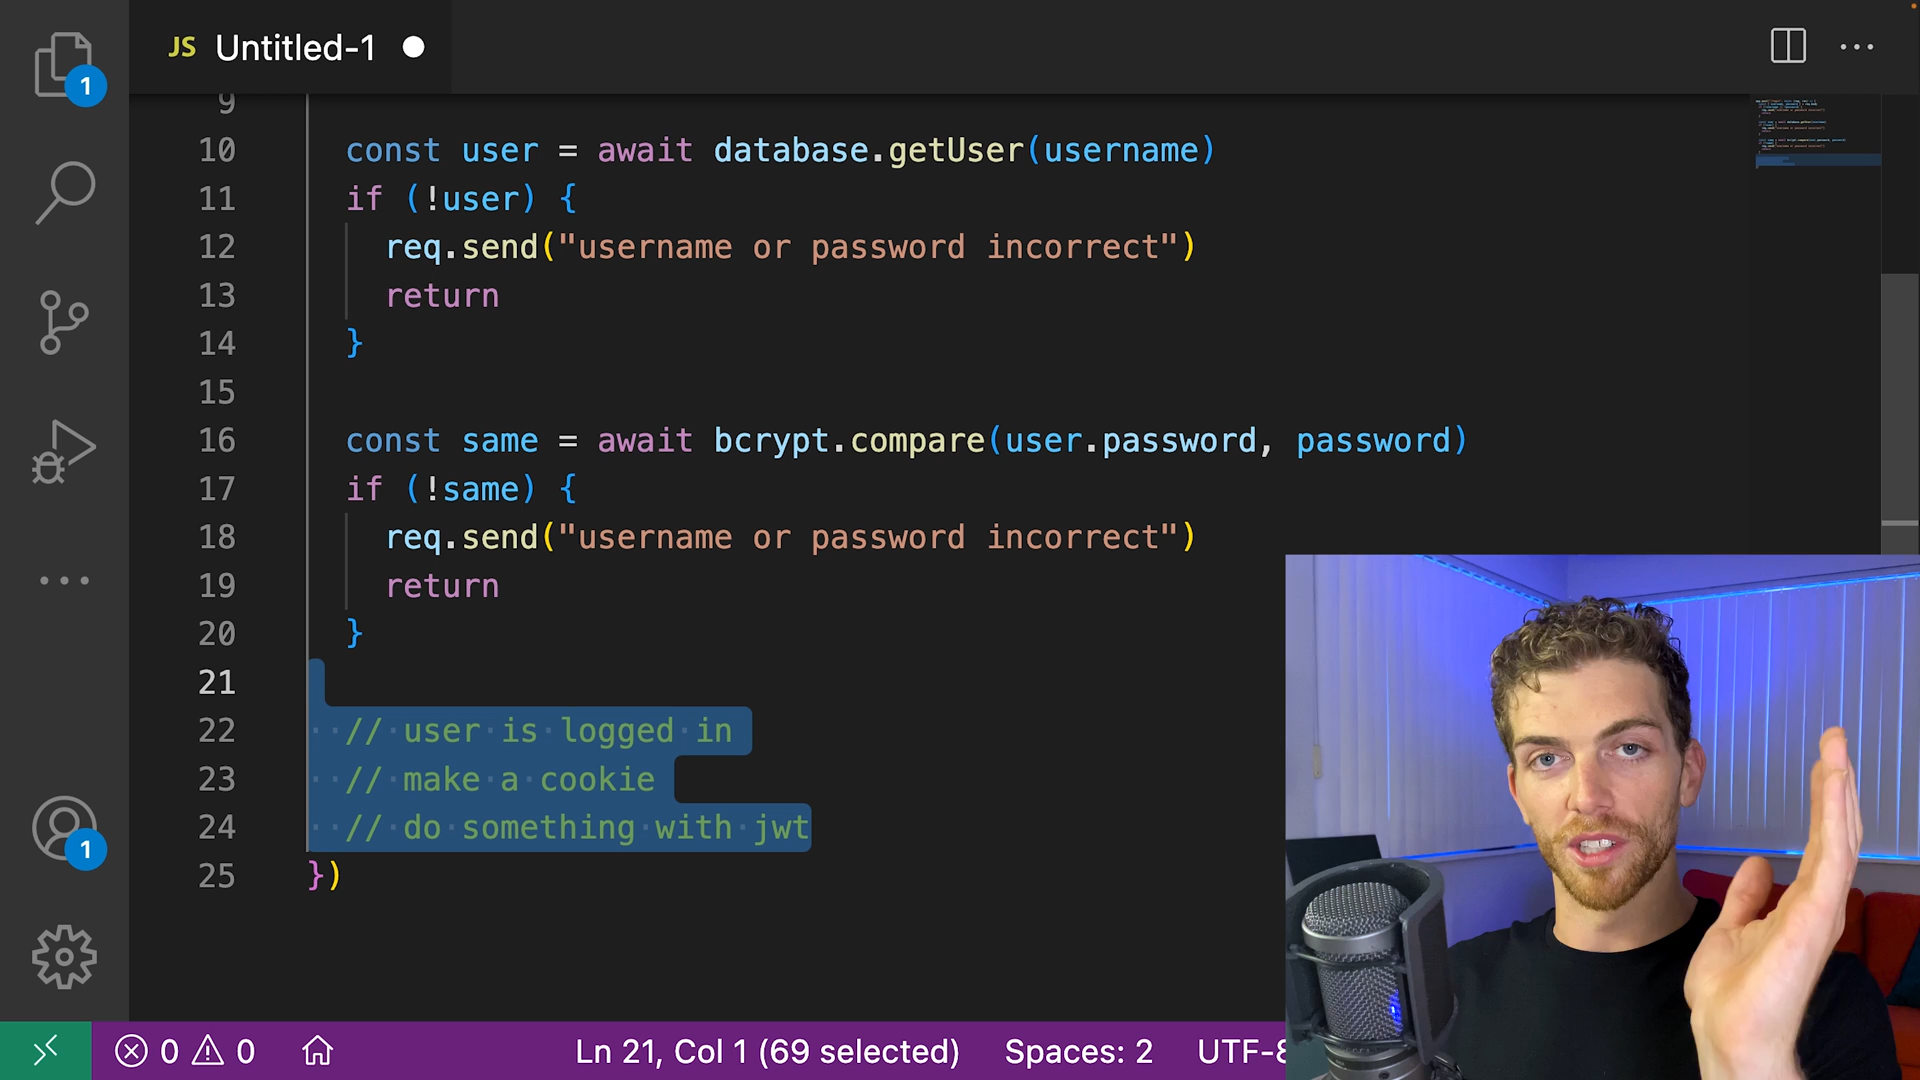 JS Untitled-1
9
10 const user = await database.getUser(username)
11 if (!user) {
12 req.send("username or password incorrect")
13 return
14 }
15
16 const same = await bcrypt.compare(user.password, password)
17 if (!same) {
18 req.send("username or password incorrect")
19 return
20 }
21
22 // user is logged in
23 // make a cookie
24 // do something with jwt
25 })
1
1
0 0 Ln 21, Col 1 (69 selected) Spaces: 2 UTF-8